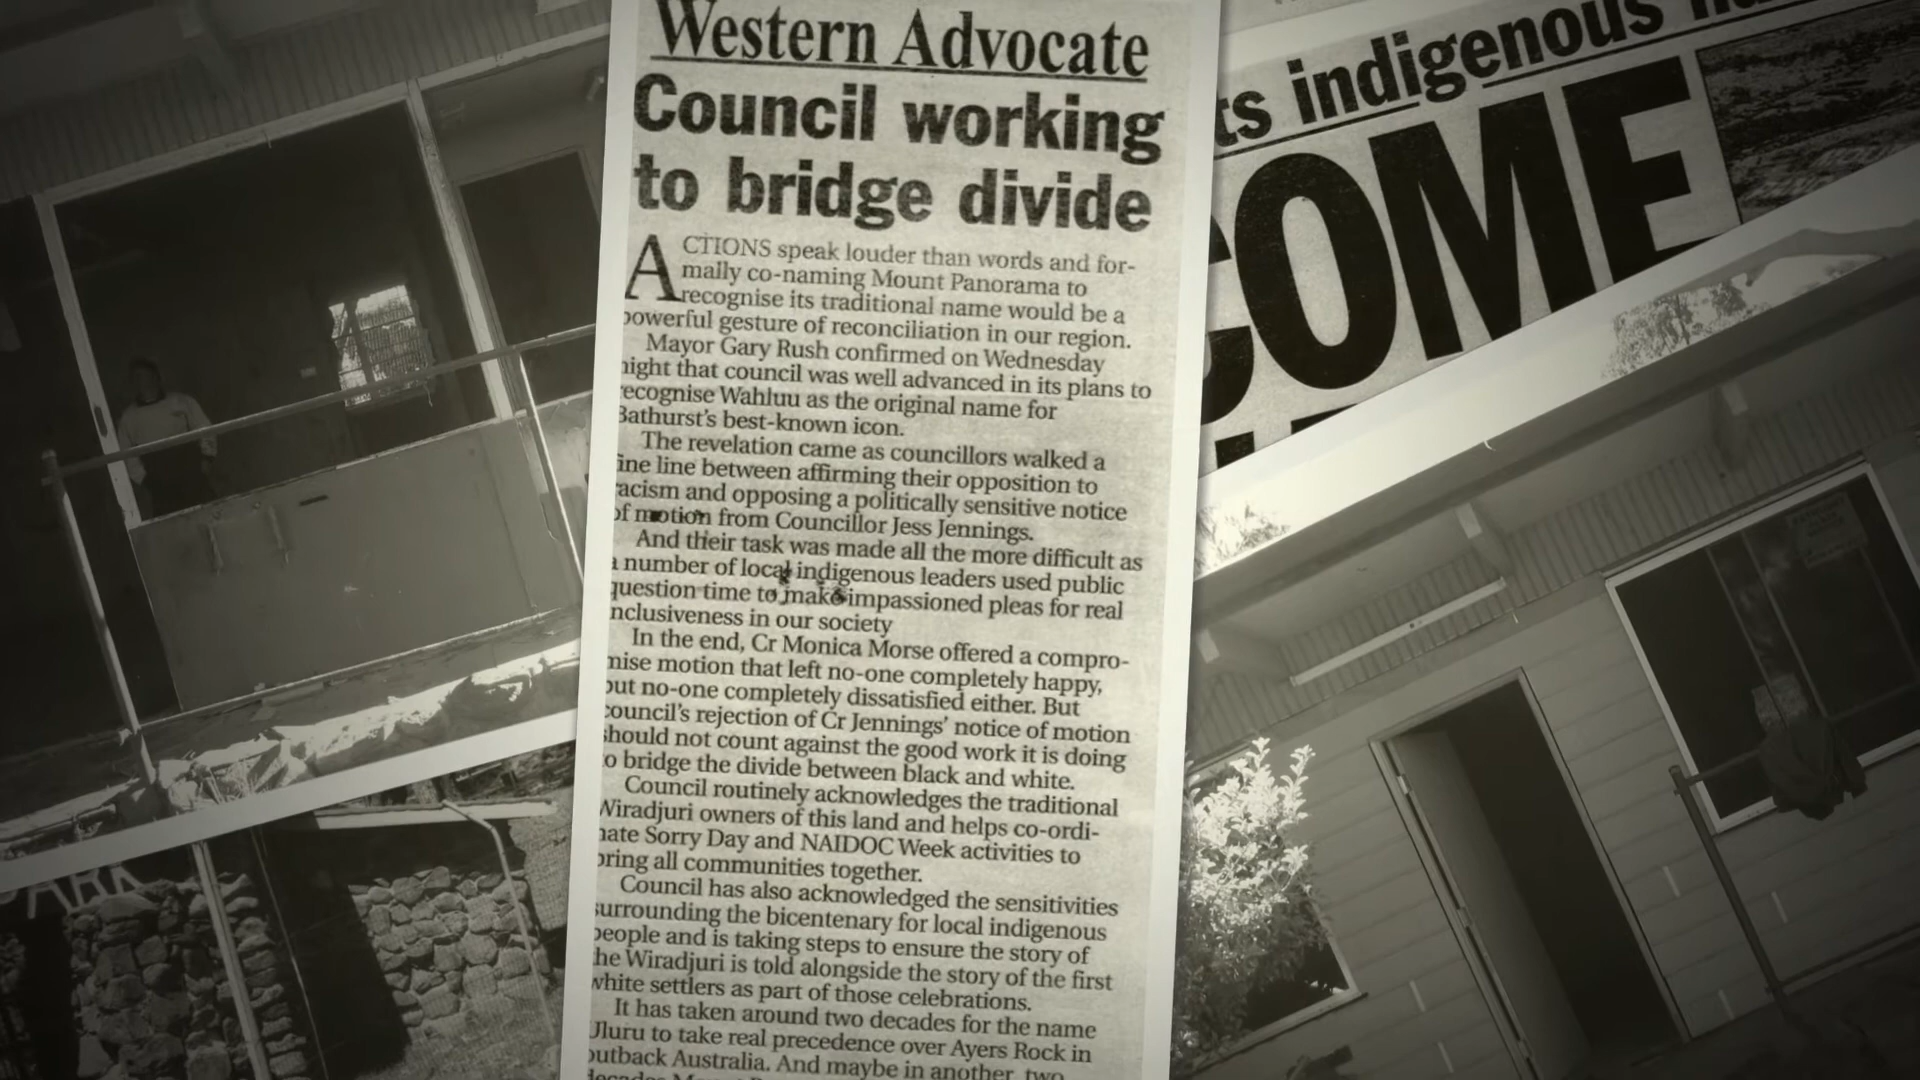 Western Advocate
Council working
to bridge divide
ACTIONS speak louder than words and for-
mally co-naming Mount Panorama to
recognise its traditional name would be a
powerful gesture of reconciliation in our region.
Mayor Gary Rush confirmed on Wednesday
night that council was well advanced in its plans to
recognise Wahluu as the original name for
Bathurst's best-known icon.
The revelation came as councillors walked a
fine line between affirming their opposition to
racism and opposing a politically sensitive notice
of motion from Councillor Jess Jennings.
And their task was made all the more difficult as
a number of local indigenous leaders used public
question time to make impassioned pleas for real
inclusiveness in our society
In the end, Cr Monica Morse offered a compro-
mise motion that left no-one completely happy,
but no-one completely dissatisfied either. But
council's rejection of Cr Jennings' notice of motion
should not count against the good work it is doing
to bridge the divide between black and white.
Council routinely acknowledges the traditional
Wiradjuri owners of this land and helps co-ordi-
nate Sorry Day and NAIDOC Week activities to
bring all communities together.
Council has also acknowledged the sensitivities
surrounding the bicentenary for local indigenous
people and is taking steps to ensure the story of
the Wiradjuri is told alongside the story of the first
white settlers as part of those celebrations.
It has taken around two decades for the name
Uluru to take real precedence over Ayers Rock in
outback Australia. And maybe in another two
ts indigenous
COME
PARK